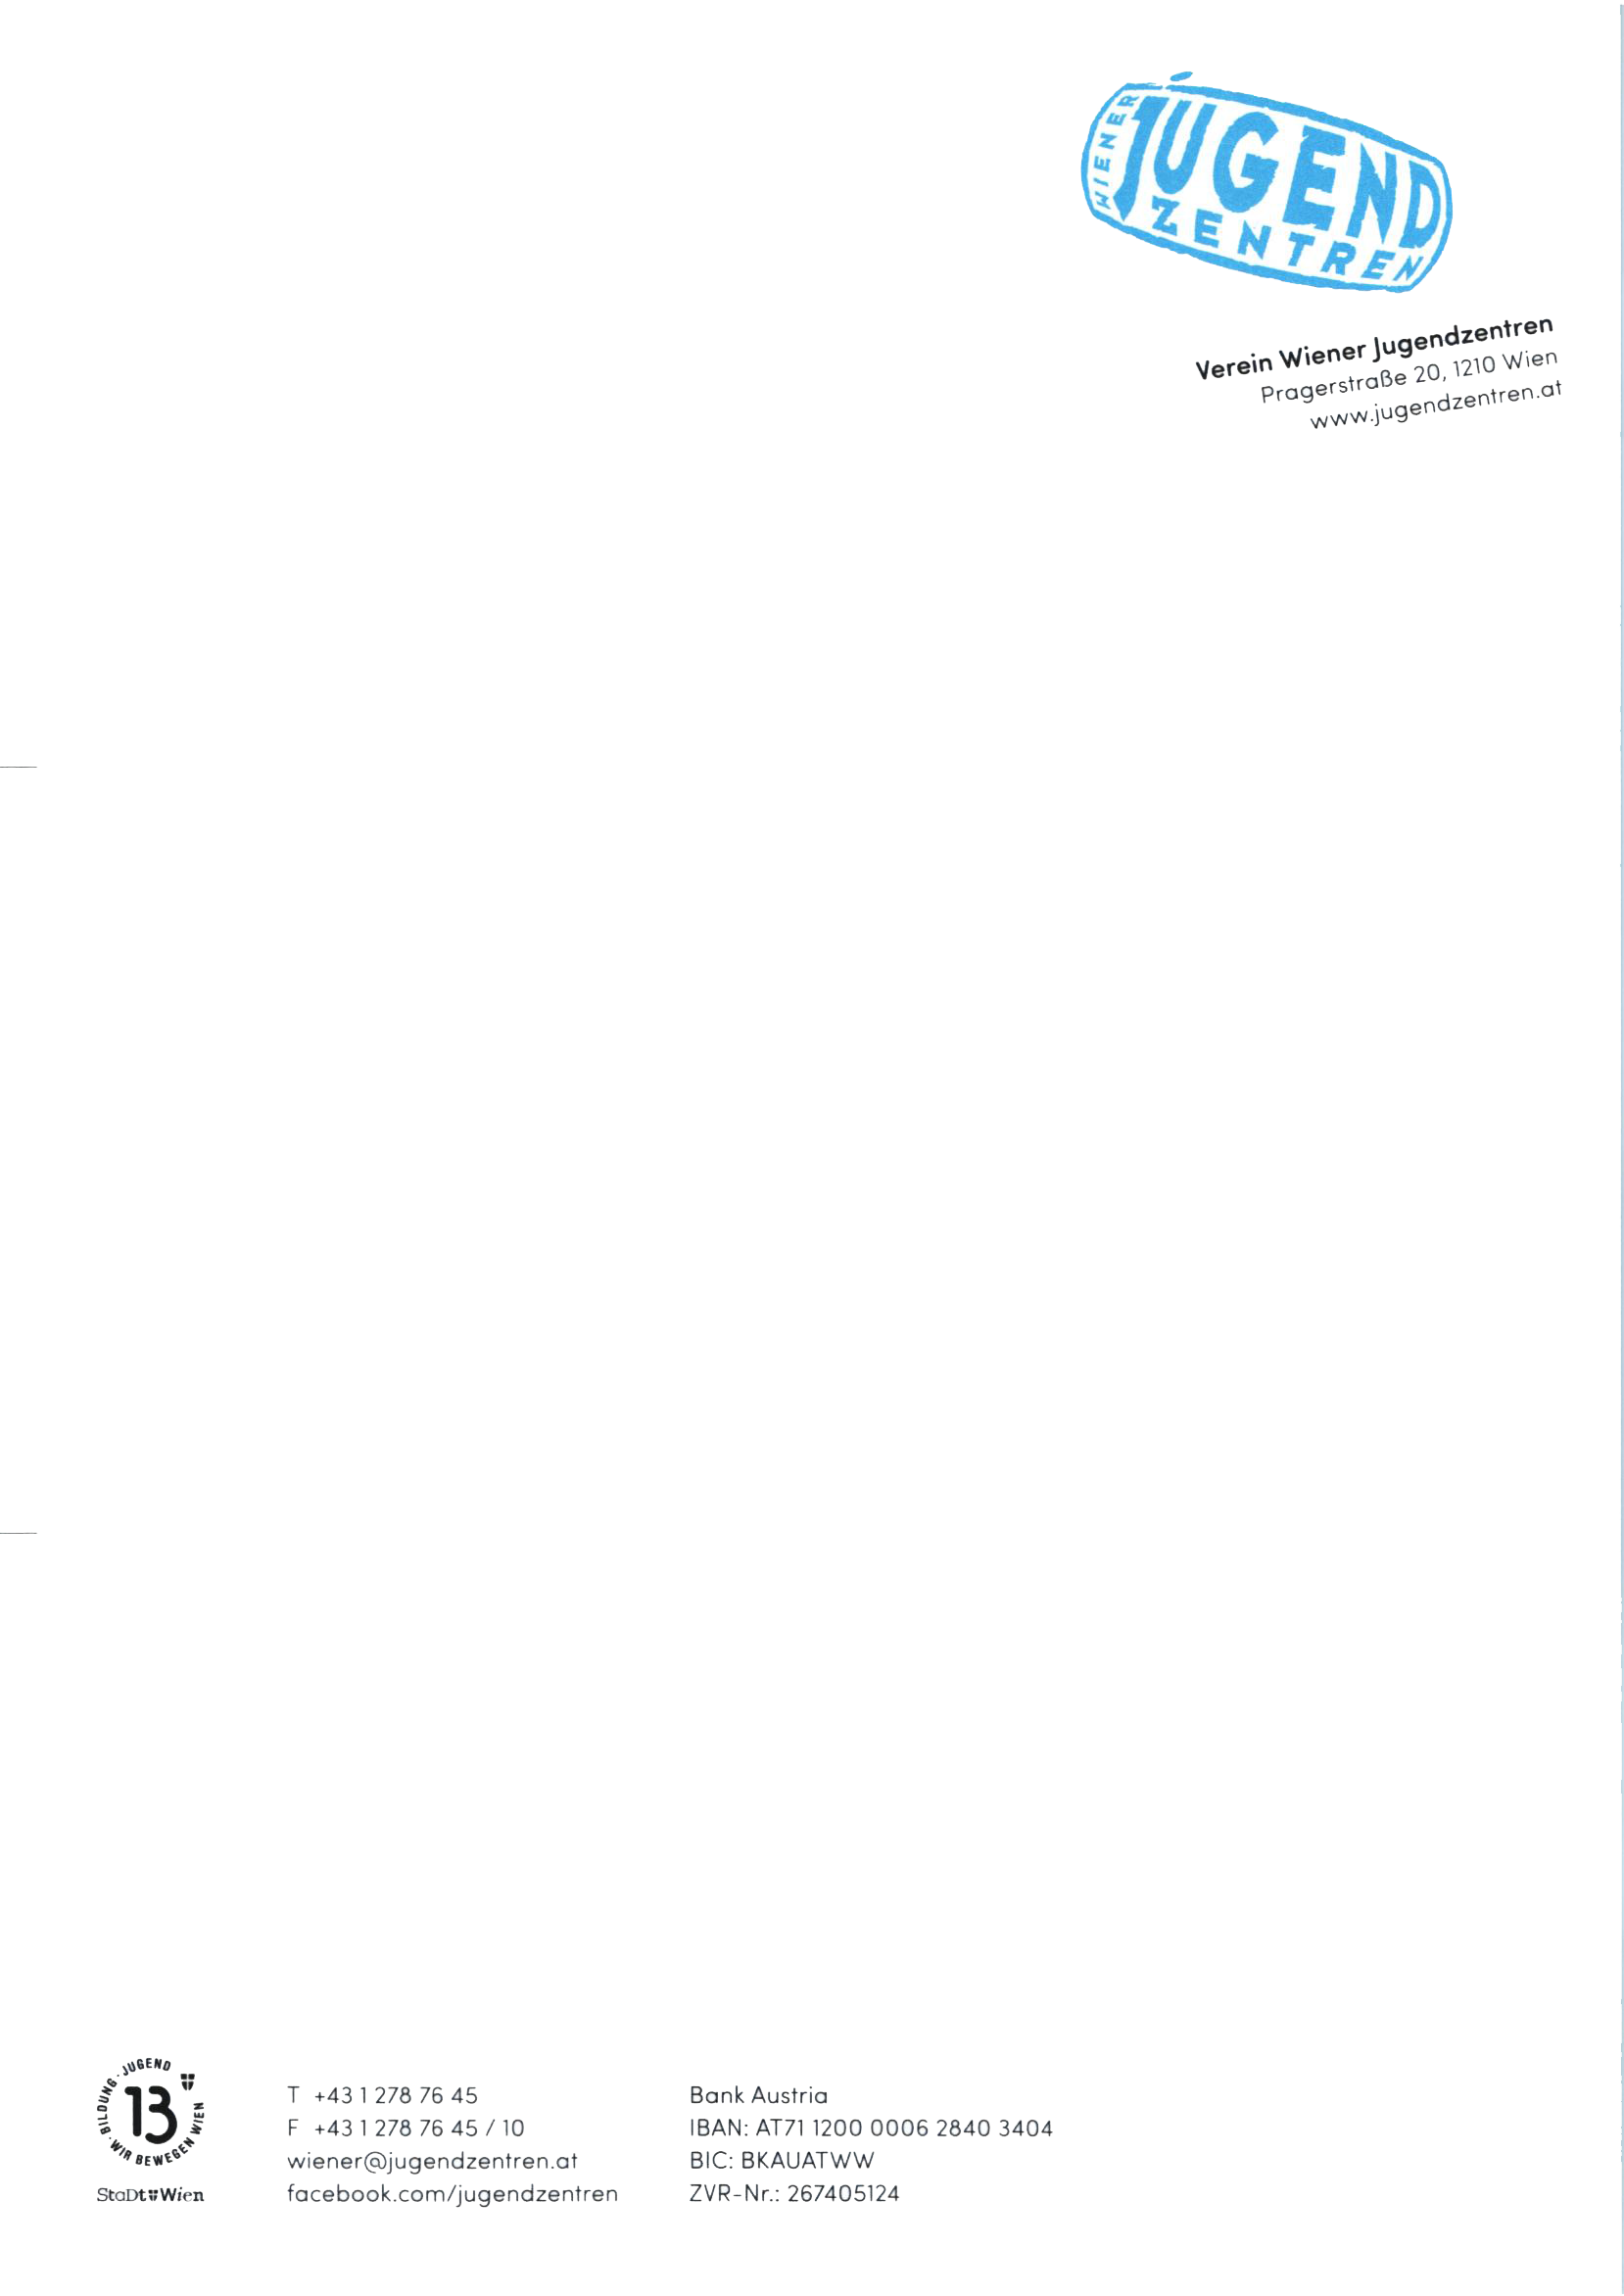 WIENER
JUGEND
ZENTREN
Verein Wiener Jugendzentren
Pragerstraße 20, 1210 Wien
www.jugendzentren.at
BILDUNG · JUGEND
13
· WIR BEWEGEN WIEN
StaDt Wien
T +43 1 278 76 45
F +43 1 278 76 45 / 10
wiener@jugendzentren.at
facebook.com/jugendzentren
Bank Austria
IBAN: AT71 1200 0006 2840 3404
BIC: BKAUATWW
ZVR-Nr.: 267405124